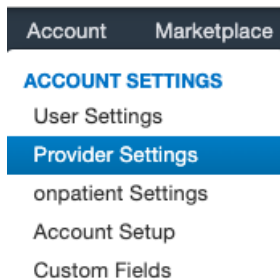 Account Marketplace
ACCOUNT SETTINGS
User Settings
Provider Settings
onpatient Settings
Account Setup
Custom Fields